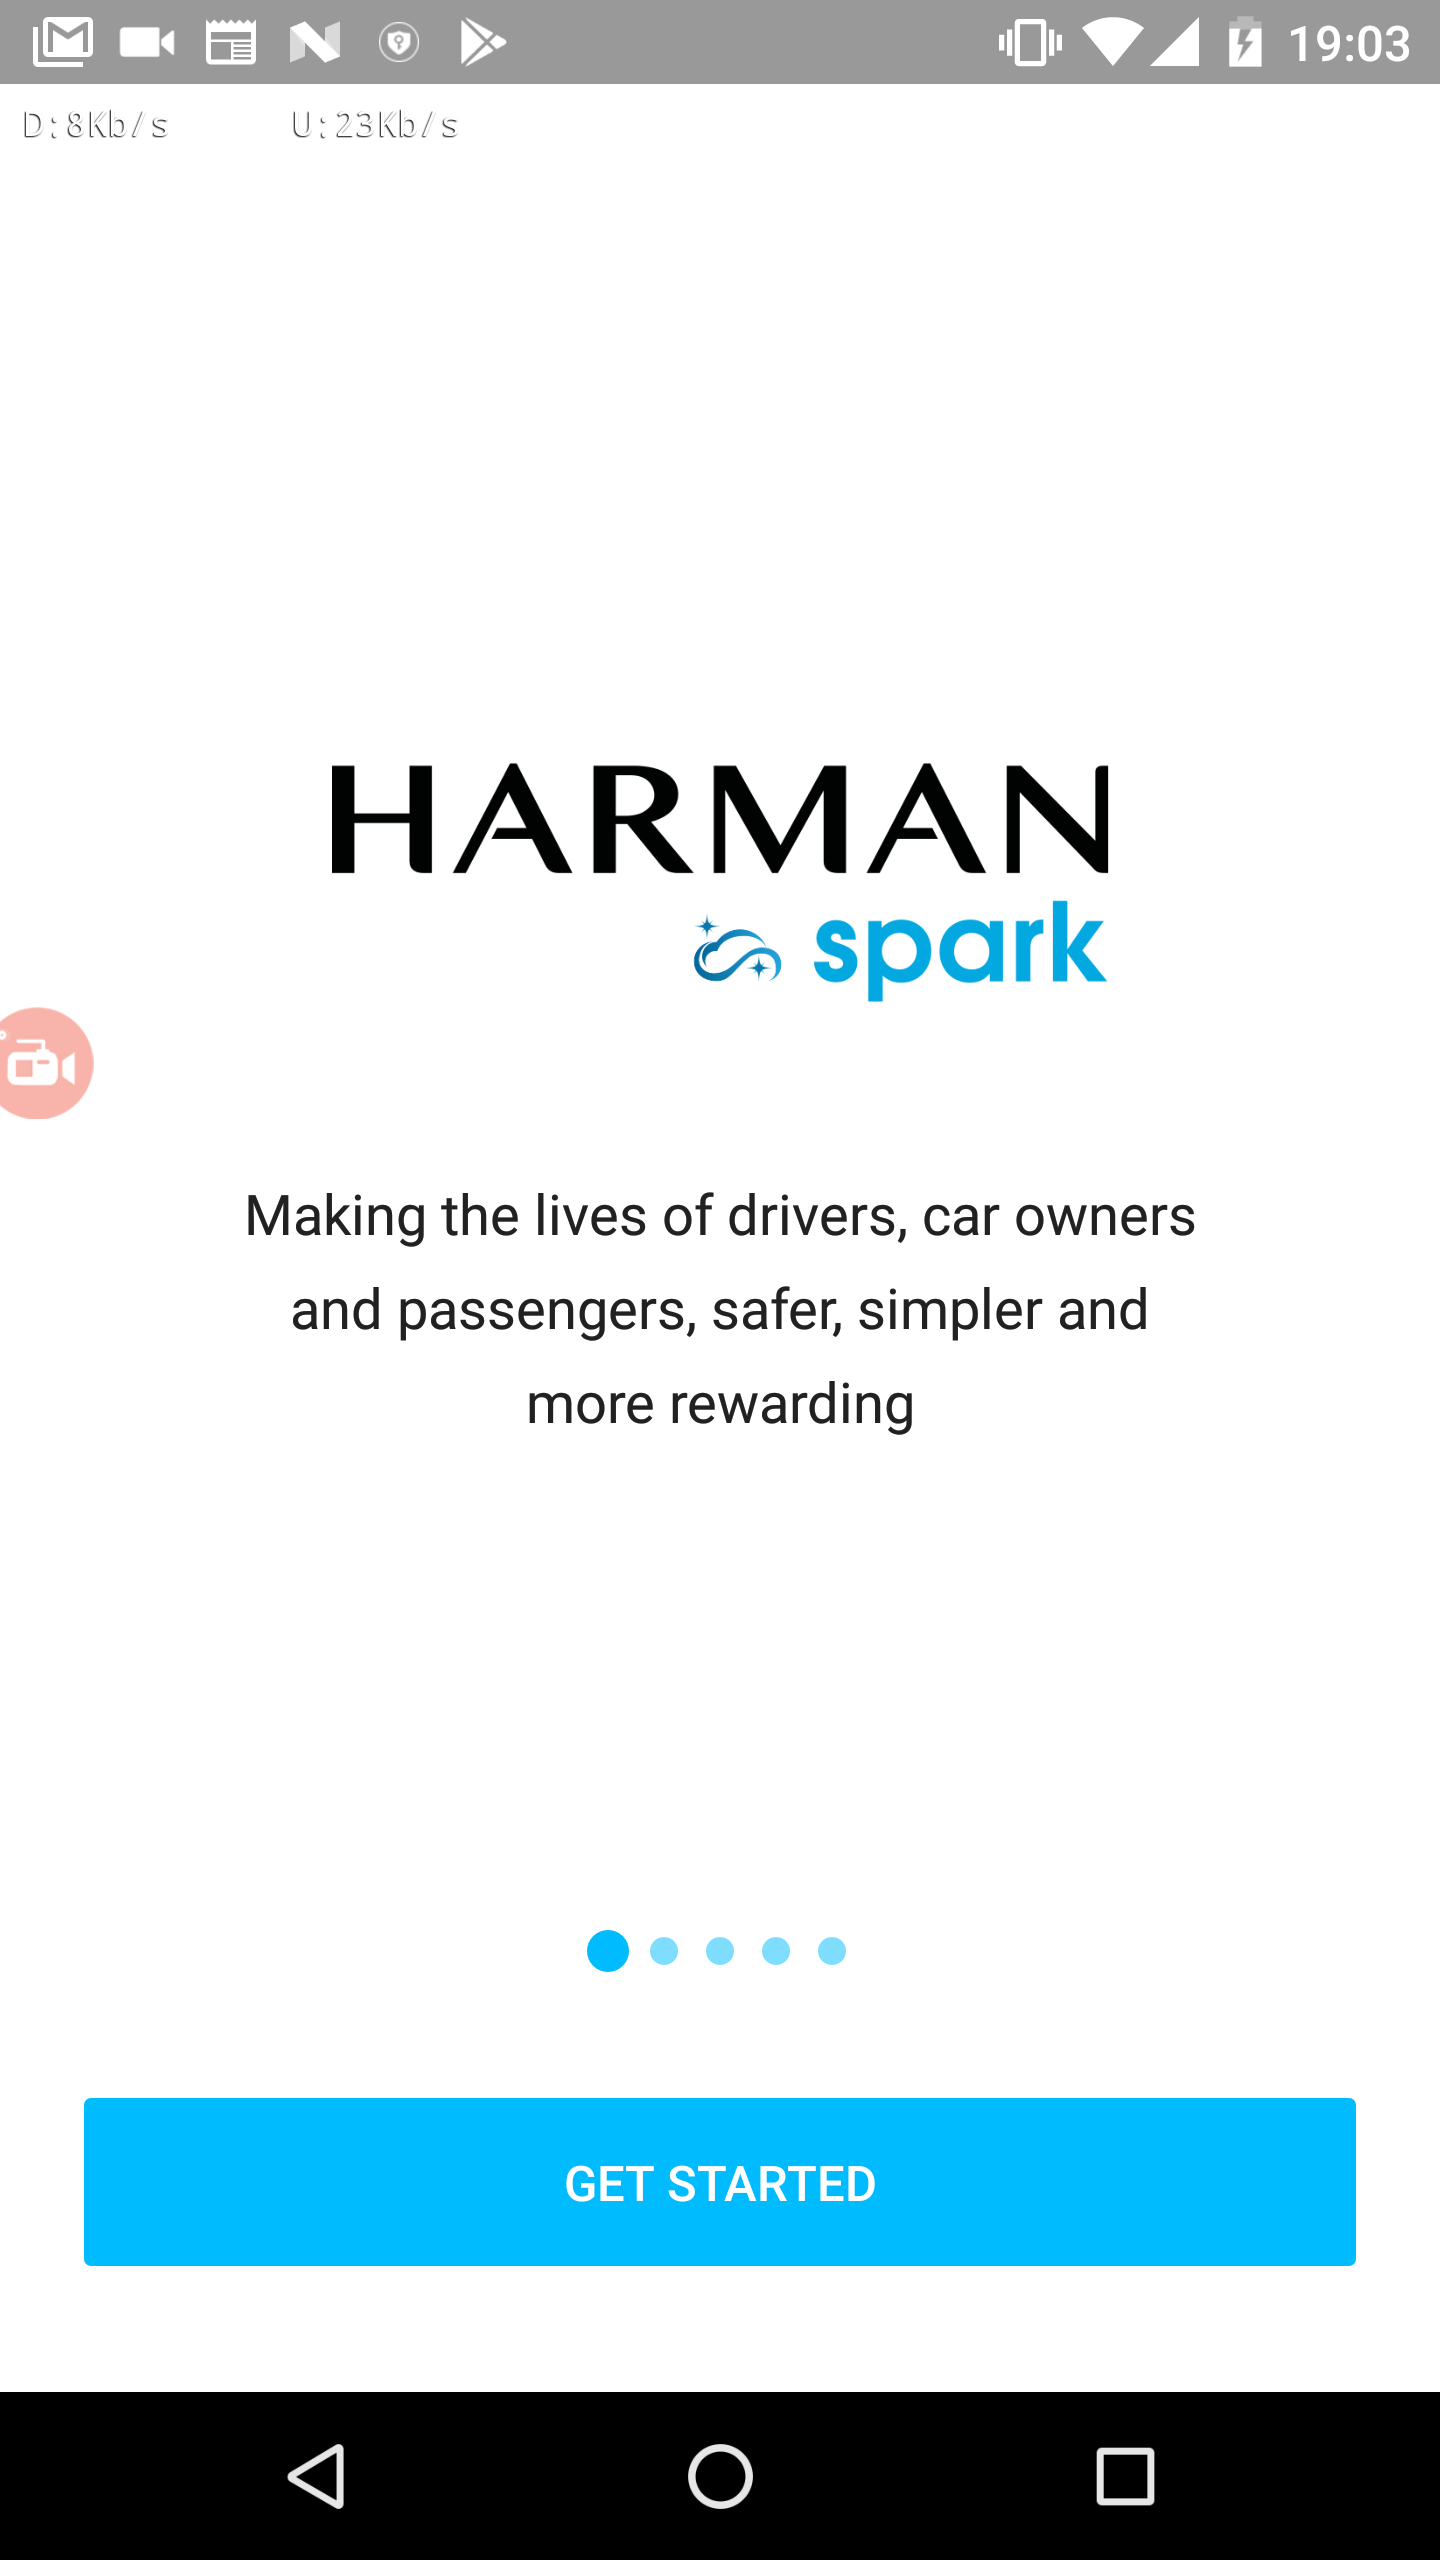 19:03
D:8Kb/s U:23Kb/s
HARMAN
spark
Making the lives of drivers, car owners
and passengers, safer, simpler and
more rewarding
GET STARTED